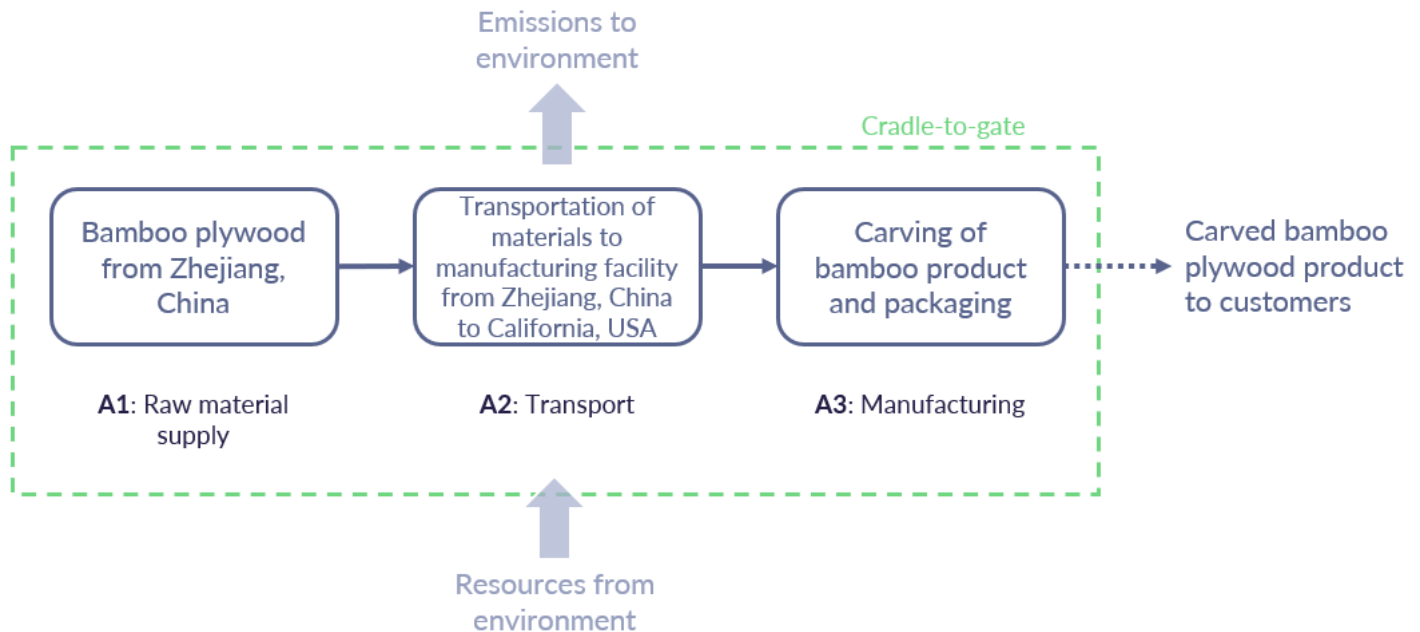 Emissions to
environment
Cradle-to-gate
Bamboo plywood
from Zhejiang,
China
Transportation of
materials to
manufacturing facility
from Zhejiang, China
to California, USA
Carving of
bamboo product
and packaging
Carved bamboo
plywood product
to customers
A1: Raw material
supply
A2: Transport
A3: Manufacturing
Resources from
environment